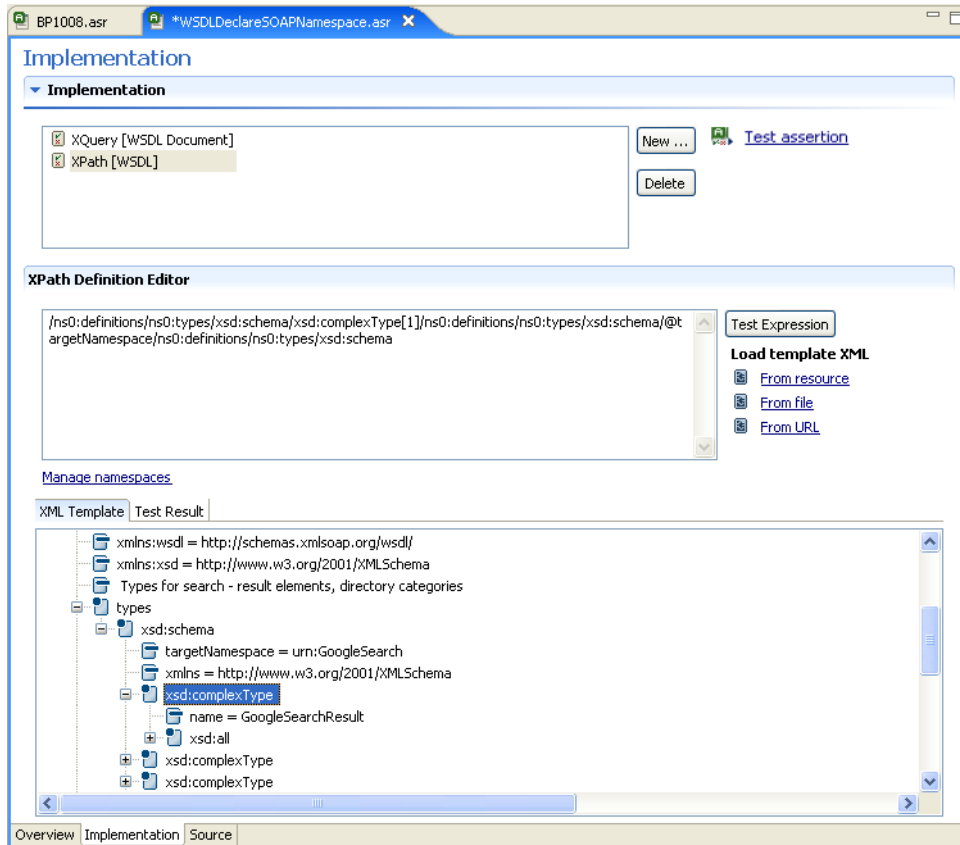 BP1008.asr
*WSDLDeclareSOAPNamespace.asr
Implementation
Implementation
XQuery [WSDL Document]
XPath [WSDL]
New ...
Test assertion
Delete
XPath Definition Editor
/ns0:definitions/ns0:types/xsd:schema/xsd:complexType[1]/ns0:definitions/ns0:types/xsd:schema/@t
argetNamespace/ns0:definitions/ns0:types/xsd:schema
Test Expression
Load template XML
From resource
From file
From URL
Manage namespaces
XML Template Test Result
xmlns:wsdl = http://schemas.xmlsoap.org/wsdl/
xmlns:xsd = http://www.w3.org/2001/XMLSchema
Types for search - result elements, directory categories
types
xsd:schema
targetNamespace = urn:GoogleSearch
xmlns = http://www.w3.org/2001/XMLSchema
xsd:complexType
name = GoogleSearchResult
xsd:all
xsd:complexType
xsd:complexType
Overview Implementation Source